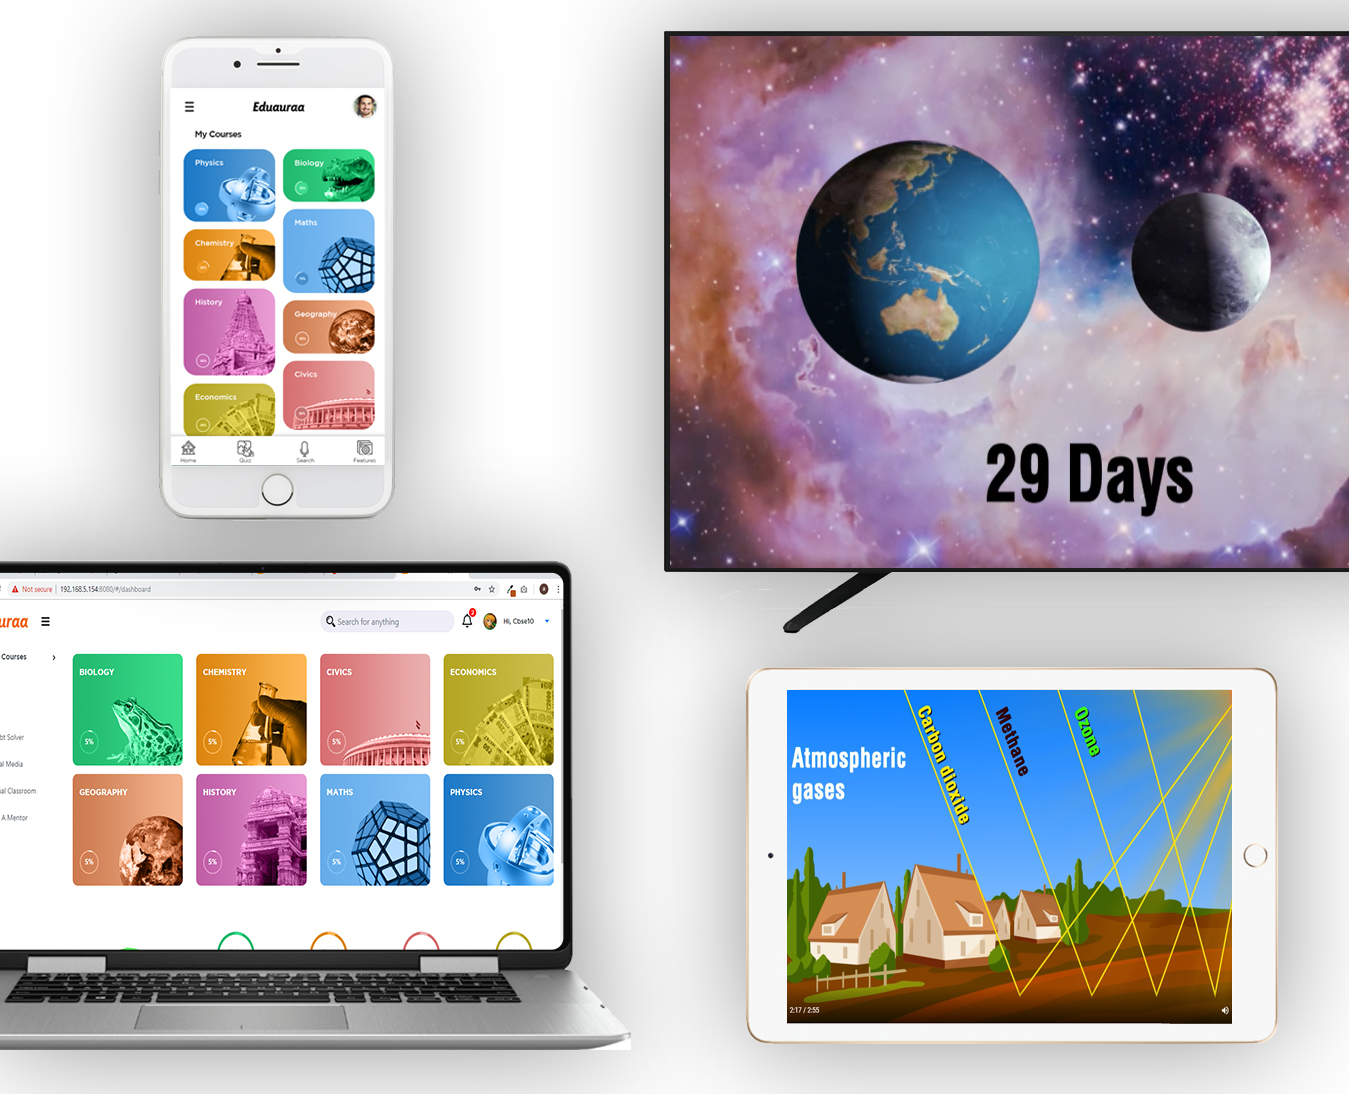 Eduauraa
My Courses
Physics
Biology
Maths
Chemistry
History
Geography
Civics
Economics
Home
Quiz
Search
Features
29 Days
Not secure
192.168.5.154:8080/#/dashboard
uraa
Search for anything
2
Hi, Cbse10
Courses
bt Solver
al Media
ual Classroom
A Mentor
BIOLOGY
5%
CHEMISTRY
5%
CIVICS
5%
ECONOMICS
5%
GEOGRAPHY
5%
HISTORY
5%
MATHS
5%
PHYSICS
5%
Atmospheric
gases
Carbon dioxide
Methane
Ozone
2:17 / 2:55